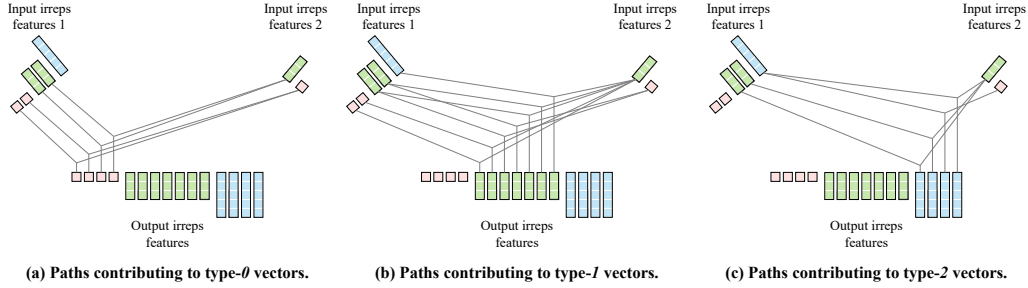 Input irreps
features 1
Input irreps
features 2
Output irreps
features
(a) Paths contributing to type-0 vectors.
Input irreps
features 1
Input irreps
features 2
Output irreps
features
(b) Paths contributing to type-1 vectors.
Input irreps
features 1
Input irreps
features 2
Output irreps
features
(c) Paths contributing to type-2 vectors.